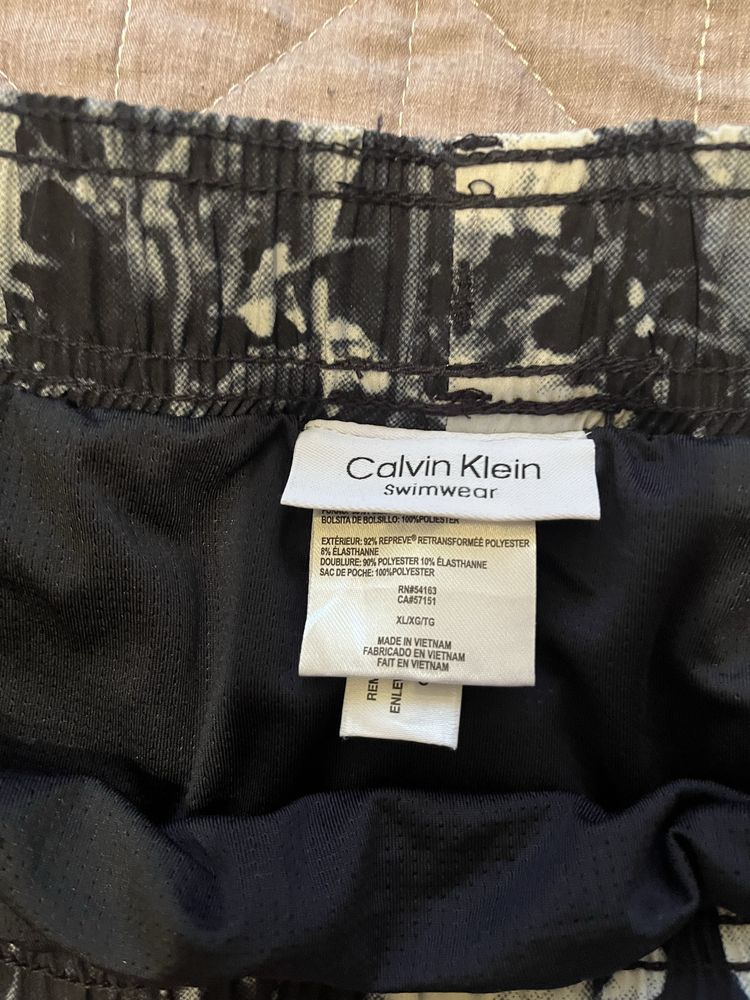 Calvin Klein
swimwear
BOLSITA DE BOLSILLO: 100%POLIESTER
EXTÉRIEUR: 92% REPREVE® RETRANSFORMÉE POLYESTER
8% ÉLASTHANNE
DOUBLURE: 90% POLYESTER 10% ÉLASTHANNE
SAC DE POCHE: 100%POLYESTER
RN#54163
CA#57151
XL/XG/TG
MADE IN VIETNAM
FABRICADO EN VIETNAM
FAIT EN VIETNAM
REM
ENLEV